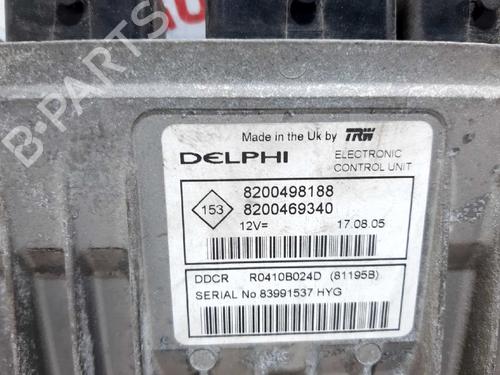 Made in the Uk by TRW
DELPHI ELECTRONIC CONTROL UNIT
8200498188
153 8200469340
12V= 17.08.05
DDCR R0410B024D (81195B)
SERIAL No 83991537 HYG
B-PARTS